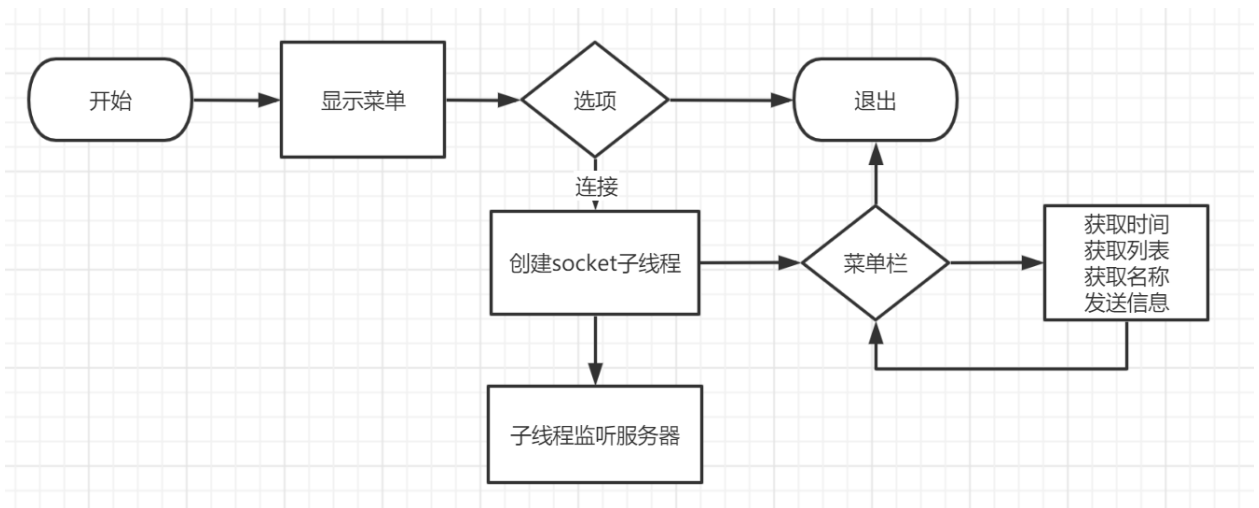 开始
显示菜单
选项
退出
连接
创建socket子线程
菜单栏
获取时间
获取列表
获取名称
发送信息
子线程监听服务器